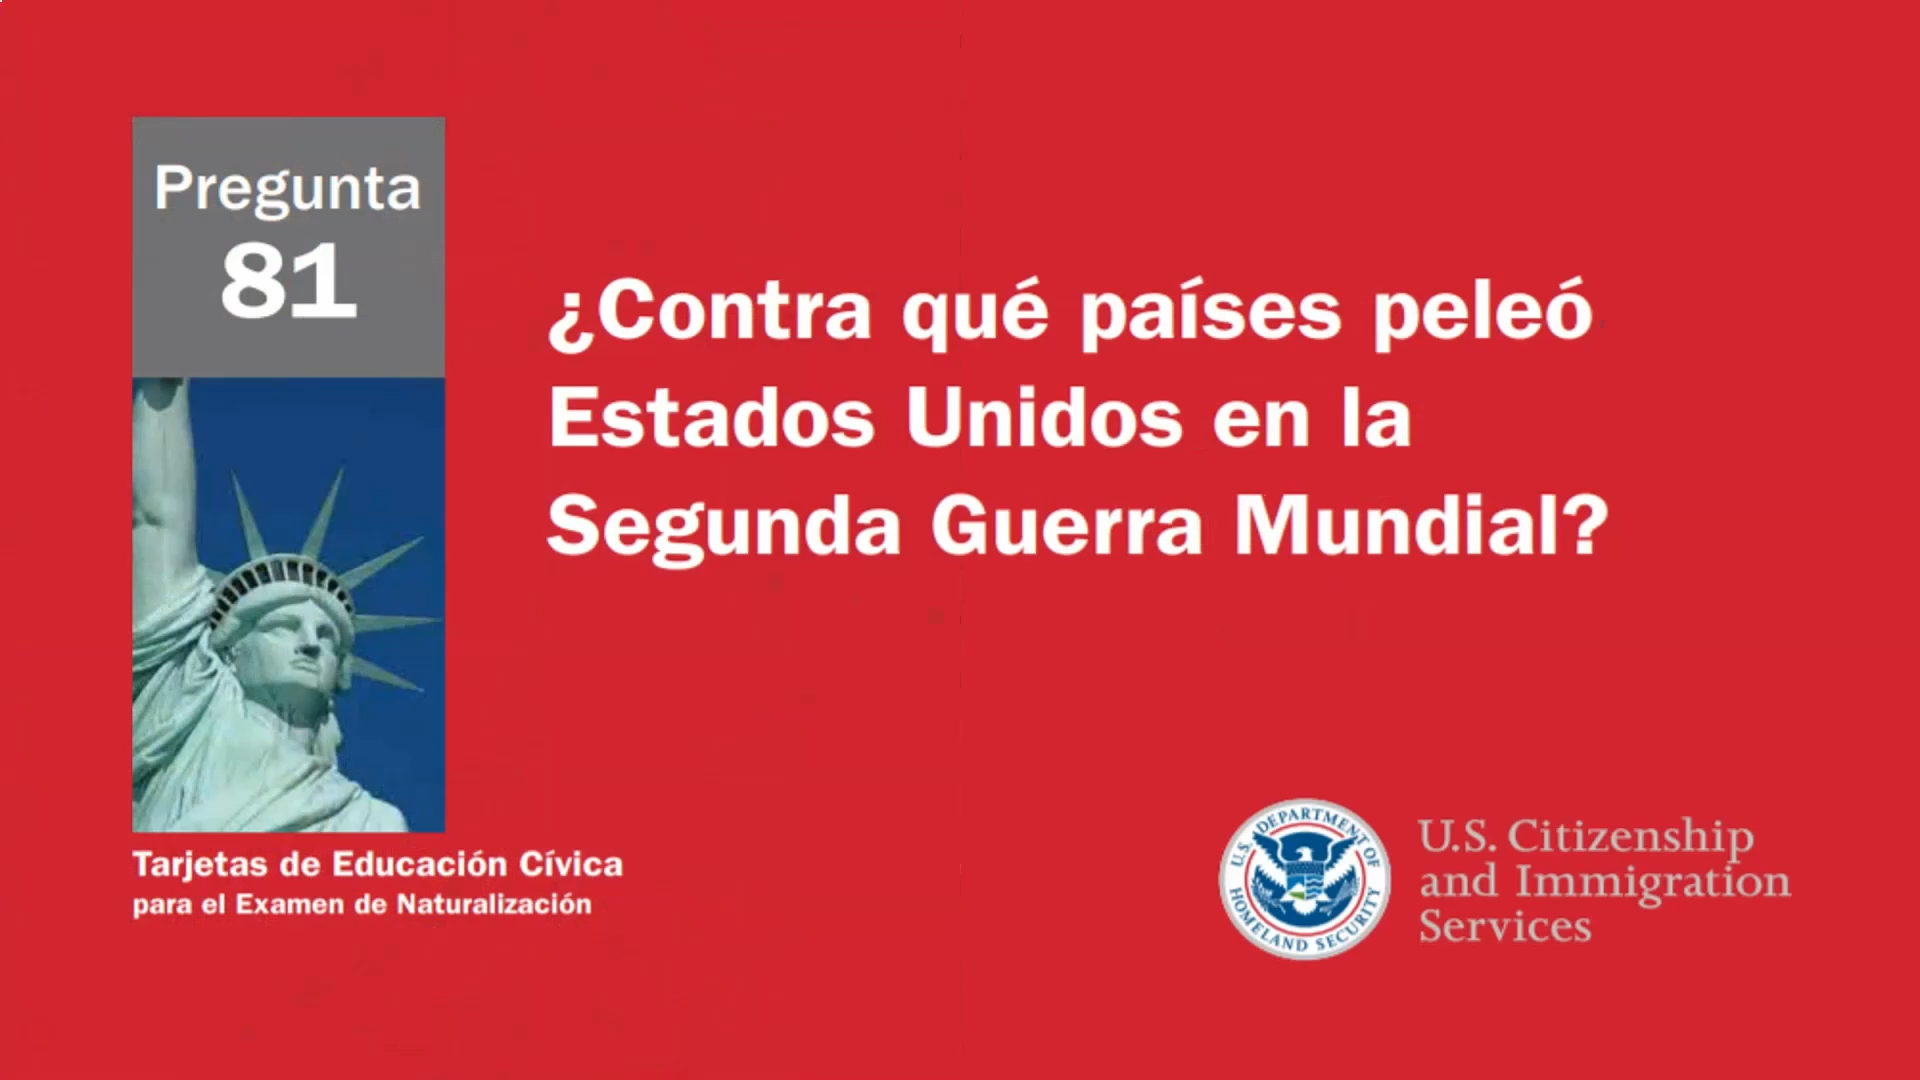 Pregunta
81
¿Contra qué países peleó
Estados Unidos en la
Segunda Guerra Mundial?
Tarjetas de Educación Cívica
para el Examen de Naturalización
U.S. DEPARTMENT OF HOMELAND SECURITY
U.S. Citizenship
and Immigration
Services